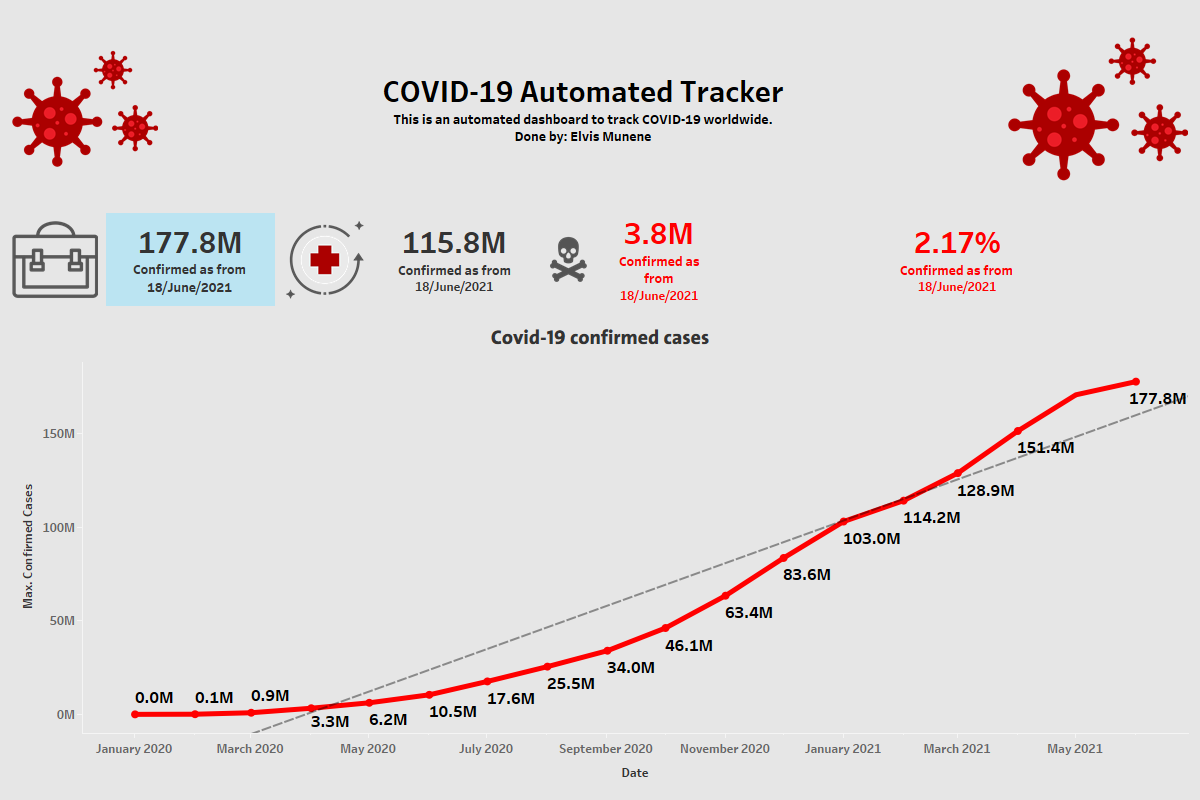 COVID-19 Automated Tracker
This is an automated dashboard to track COVID-19 worldwide.
Done by: Elvis Munene
177.8M
Confirmed as from
18/June/2021
115.8M
Confirmed as from
18/June/2021
3.8M
Confirmed as
from
18/June/2021
2.17%
Confirmed as from
18/June/2021
Covid-19 confirmed cases
Max. Confirmed Cases
150M
100M
50M
0M
0.0M
0.1M
0.9M
3.3M
6.2M
10.5M
17.6M
25.5M
34.0M
46.1M
63.4M
83.6M
103.0M
114.2M
128.9M
151.4M
177.8M
January 2020
March 2020
May 2020
July 2020
September 2020
November 2020
January 2021
March 2021
May 2021
Date